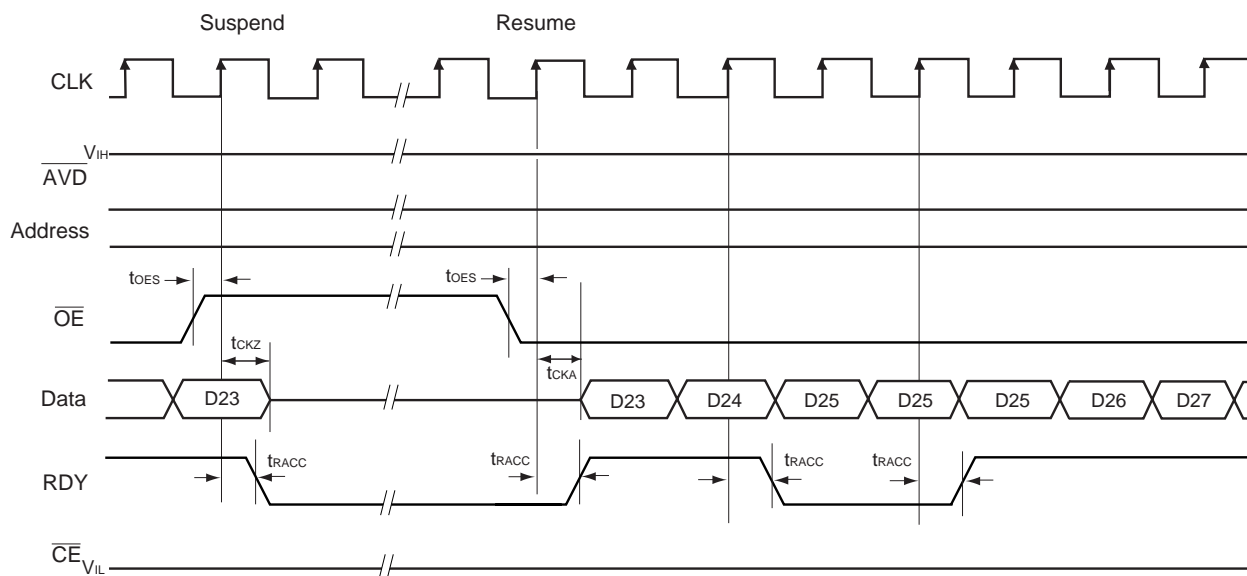 Suspend Resume
CLK
VIH
AVD
Address
tOES tOES
OE
tCKZ
tCKA
Data D23 D23 D24 D25 D25 D25 D26 D27
tRACC tRACC tRACC tRACC
RDY
CE VIL